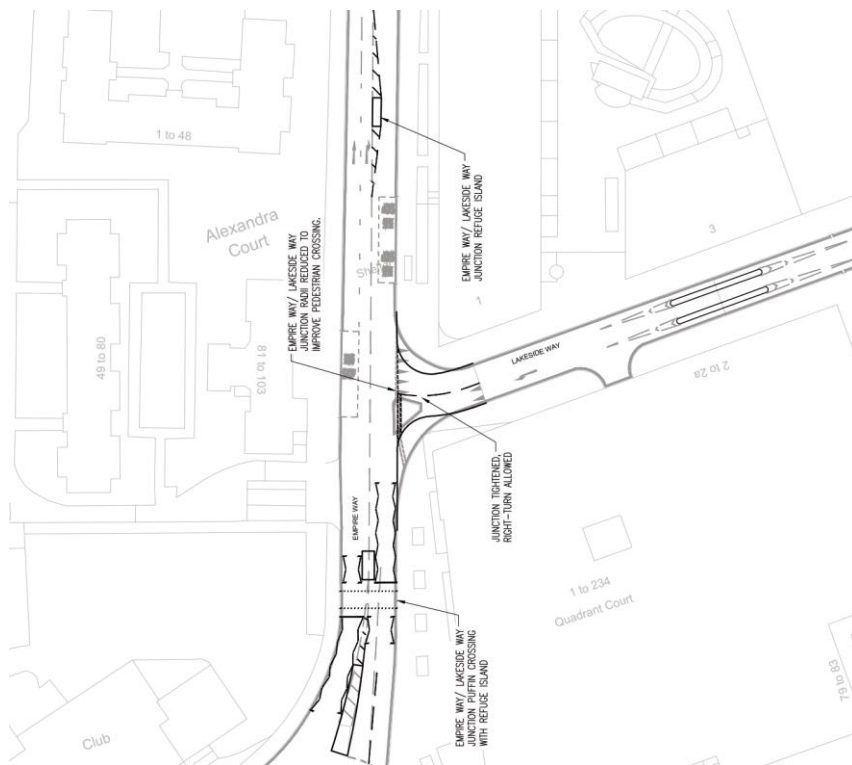 1 to 48
Alexandra
Court
49 to 80
81 to 103
EMPIRE WAY/ LAKESIDE WAY
JUNCTION RADII REDUCED TO
IMPROVE PEDESTRIAN CROSSING.
EMPIRE WAY/ LAKESIDE WAY
JUNCTION REFUGE ISLAND
3
1
LAKESIDE WAY
2 to 2a
JUNCTION TIGHTENED,
RIGHT-TURN ALLOWED
EMPIRE WAY
1 to 234
Quadrant Court
EMPIRE WAY/ LAKESIDE WAY
JUNCTION PUFFIN CROSSING
WITH REFUGE ISLAND
79 to 83
Club